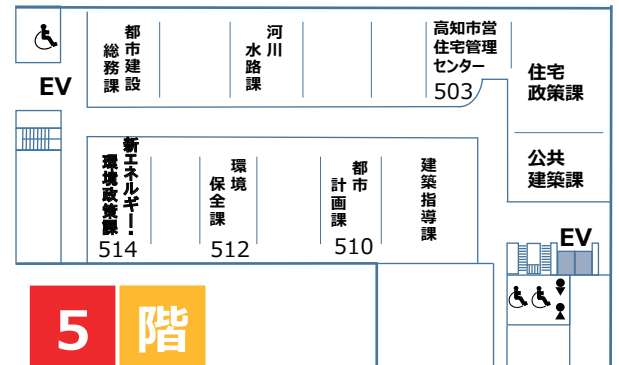 都市建設
総務課
河川
水路課
高知市営
住宅管理
センター
503
住宅
政策課
EV
新エネルギー・
環境政策課
514
環境
保全課
512
都市
計画課
510
建築指導課
公共
建築課
EV
5階